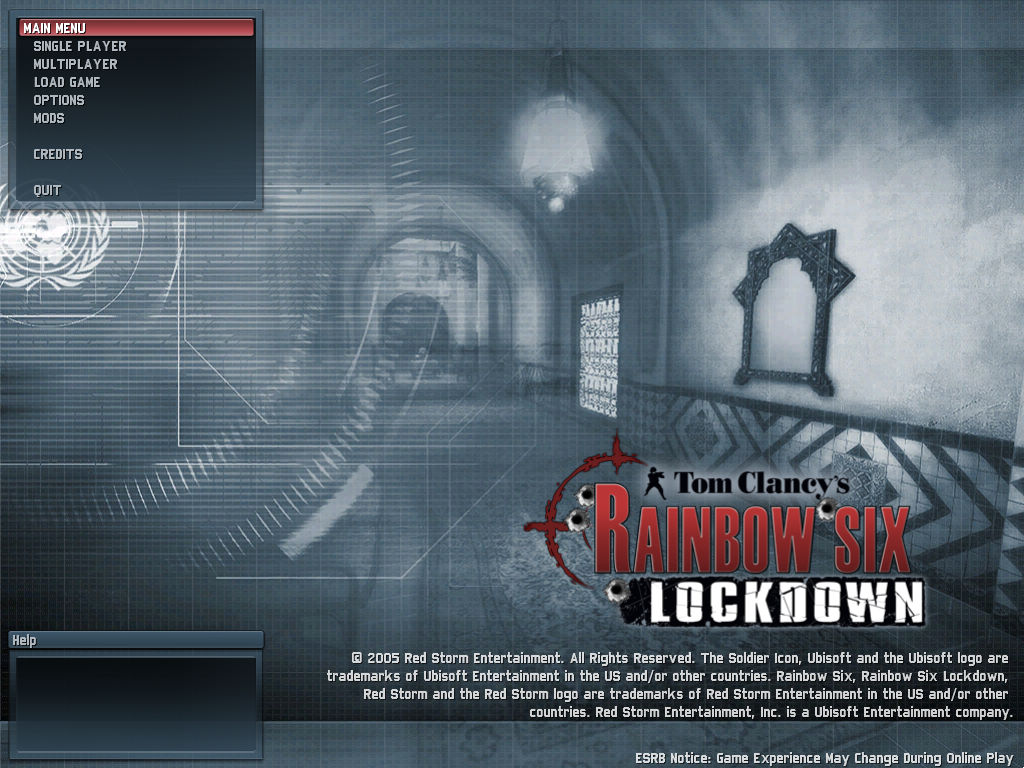 MAIN MENU
SINGLE PLAYER
MULTIPLAYER
LOAD GAME
OPTIONS
MODS
CREDITS
QUIT
Tom Clancy's
RAINBOW SIX
LOCKDOWN
Help
© 2005 Red Storm Entertainment. All Rights Reserved. The Soldier Icon, Ubisoft and the Ubisoft logo are
trademarks of Ubisoft Entertainment in the US and/or other countries. Rainbow Six, Rainbow Six Lockdown,
Red Storm and the Red Storm logo are trademarks of Red Storm Entertainment in the US and/or other
countries. Red Storm Entertainment, Inc. is a Ubisoft Entertainment company.
ESRB Notice: Game Experience May Change During Online Play